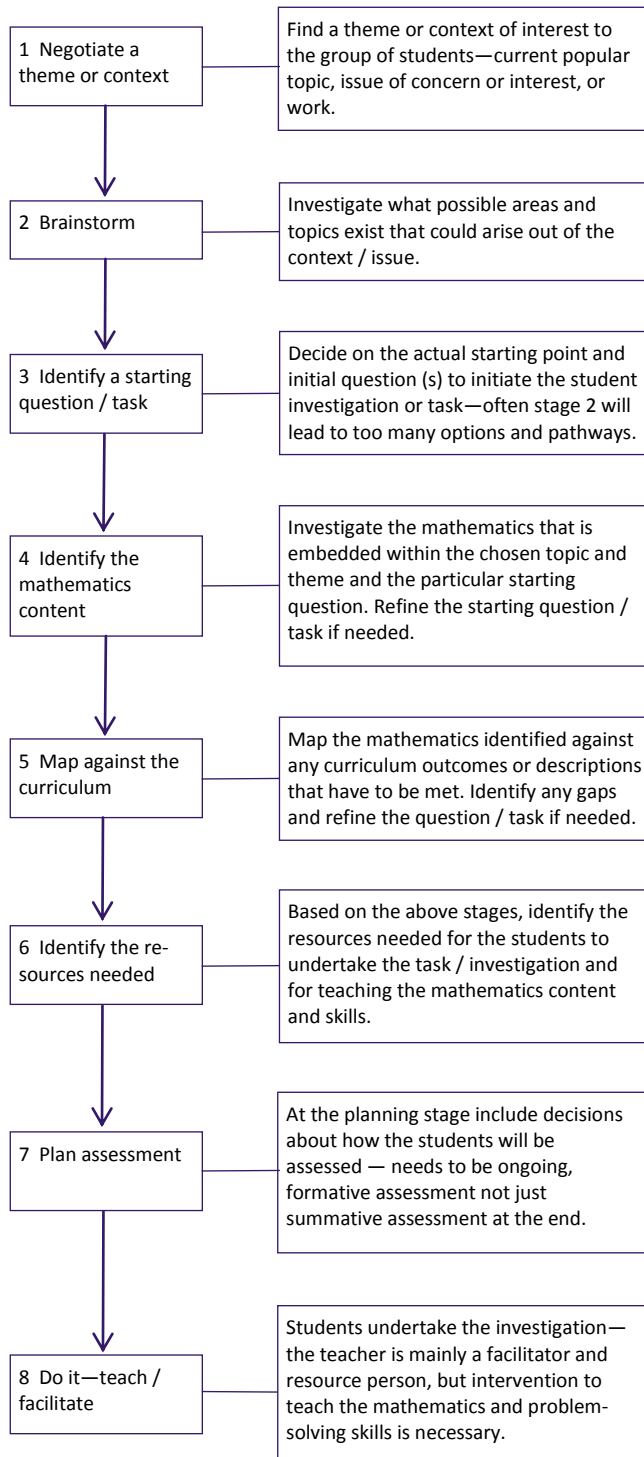 1 Negotiate a
theme or context
Find a theme or context of interest to
the group of students—current popular
topic, issue of concern or interest, or
work.
2 Brainstorm
Investigate what possible areas and
topics exist that could arise out of the
context / issue.
3 Identify a starting
question / task
Decide on the actual starting point and
initial question (s) to initiate the student
investigation or task—often stage 2 will
lead to too many options and pathways.
4 Identify the
mathematics
content
Investigate the mathematics that is
embedded within the chosen topic and
theme and the particular starting
question. Refine the starting question /
task if needed.
5 Map against the
curriculum
Map the mathematics identified against
any curriculum outcomes or descriptions
that have to be met. Identify any gaps
and refine the question / task if needed.
6 Identify the re-
sources needed
Based on the above stages, identify the
resources needed for the students to
undertake the task / investigation and
for teaching the mathematics content
and skills.
7 Plan assessment
At the planning stage include decisions
about how the students will be
assessed — needs to be ongoing,
formative assessment not just
summative assessment at the end.
8 Do it—teach /
facilitate
Students undertake the investigation—
the teacher is mainly a facilitator and
resource person, but intervention to
teach the mathematics and problem-
solving skills is necessary.